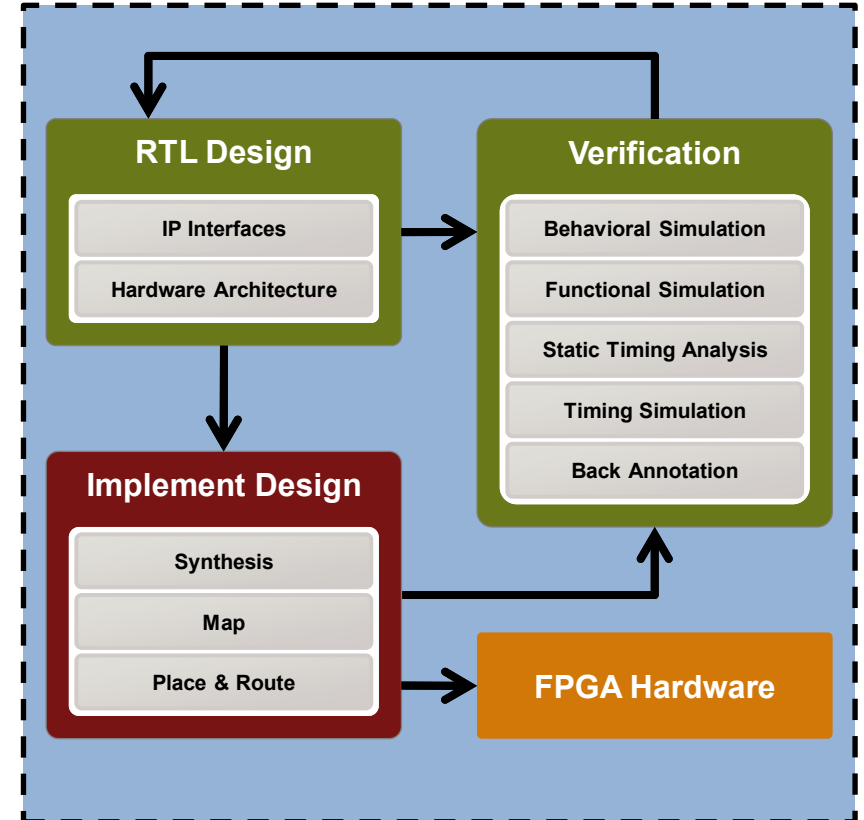 RTL Design
IP Interfaces
Hardware Architecture
Verification
Behavioral Simulation
Functional Simulation
Static Timing Analysis
Timing Simulation
Back Annotation
Implement Design
Synthesis
Map
Place & Route
FPGA Hardware